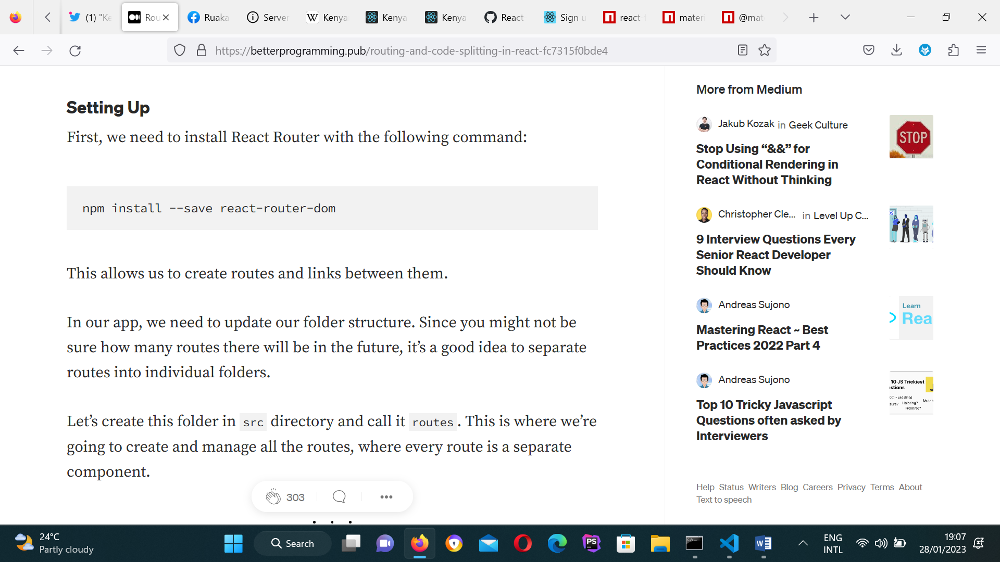 (1) "Ke
Rou
Ruaka
Server
Kenya
Kenya
Kenya
React-
Sign u
react-
materi
@mat
https://betterprogramming.pub/routing-and-code-splitting-in-react-fc7315f0bde4
Setting Up
First, we need to install React Router with the following command:
npm install --save react-router-dom
This allows us to create routes and links between them.
In our app, we need to update our folder structure. Since you might not be
sure how many routes there will be in the future, it’s a good idea to separate
routes into individual folders.
Let’s create this folder in src directory and call it routes. This is where we’re
going to create and manage all the routes, where every route is a separate
component.
303
More from Medium
Jakub Kozak in Geek Culture
Stop Using “&&” for
Conditional Rendering in
React Without Thinking
STOP
Christopher Cle... in Level Up C...
9 Interview Questions Every
Senior React Developer
Should Know
Andreas Sujono
Mastering React ~ Best
Practices 2022 Part 4
Learn
Rea
Andreas Sujono
Top 10 Tricky Javascript
Questions often asked by
Interviewers
10 JS Trickiest
stions
Hoisting?
Prototype?
Help Status Writers Blog Careers Privacy Terms About
Text to speech
24°C
Partly cloudy
Search
PS
W
ENG
INTL
19:07
28/01/2023